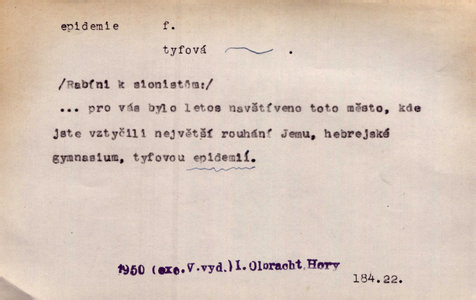 epidemie f.
tyfová .
/Rabíni k sionistům:/
... pro vás bylo letos navštíveno toto město, kde
jste vztyčili největší rouhání Jemu, hebrejské
gymnasium, tyfovou epidemií.
1950 (exc.V.vyd.) I. Olbracht, Hory
184.22.